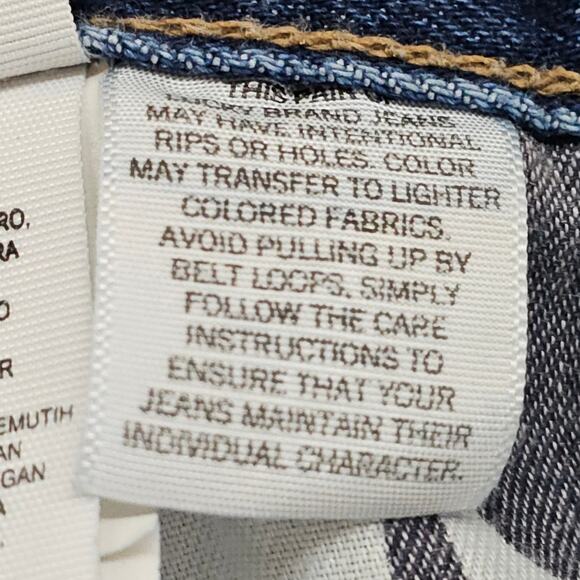 THIS PAIR OF
LUCKY BRAND JEANS
MAY HAVE INTENTIONAL
RIPS OR HOLES. COLOR
MAY TRANSFER TO LIGHTER
COLORED FABRICS.
AVOID PULLING UP BY
BELT LOOPS. SIMPLY
FOLLOW THE CARE
INSTRUCTIONS TO
ENSURE THAT YOUR
JEANS MAINTAIN THEIR
INDIVIDUAL CHARACTER.
RO,
RA
O
R
EMUTIH
AN
GAN
A